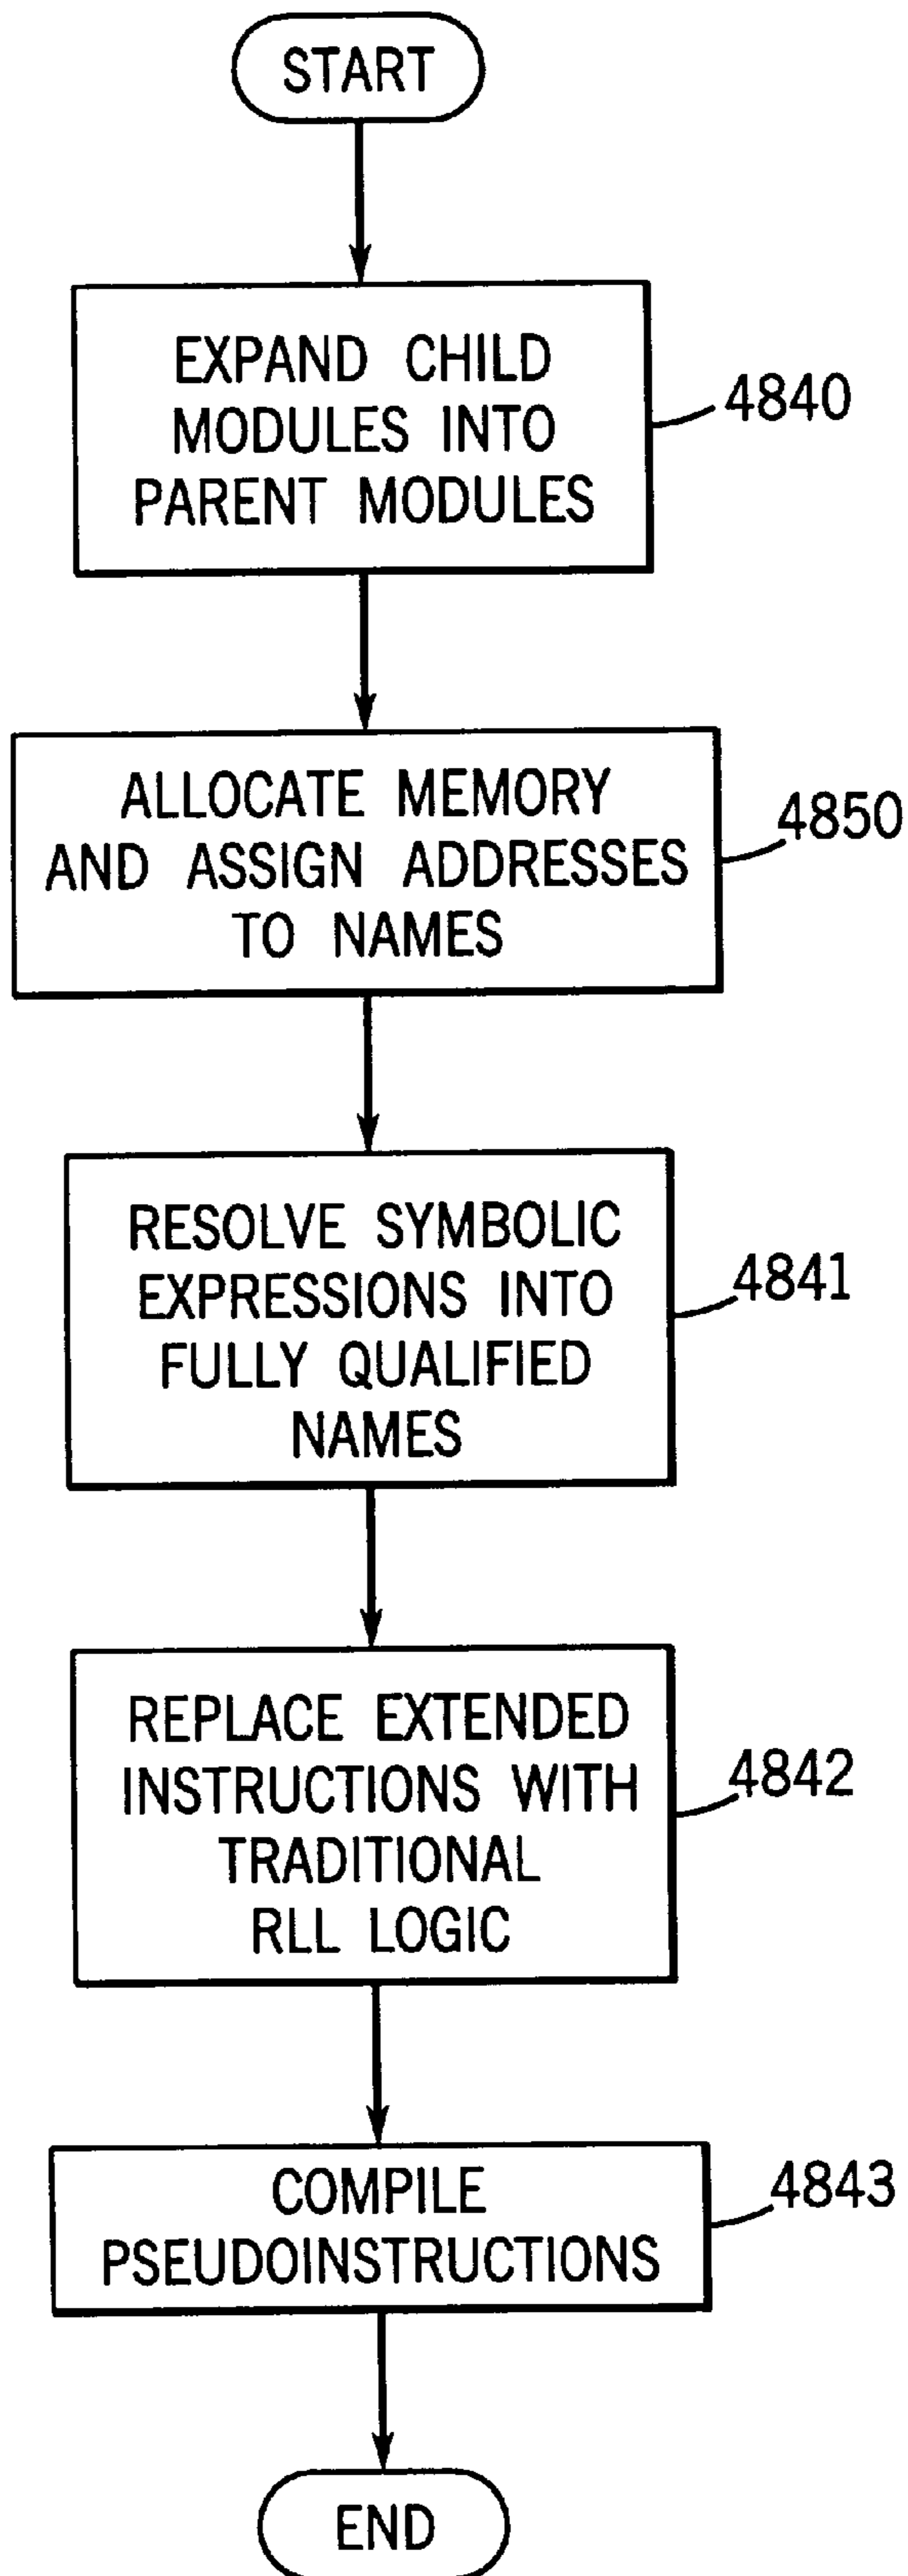 START
EXPAND CHILD
MODULES INTO
PARENT MODULES
4840
ALLOCATE MEMORY
AND ASSIGN ADDRESSES
TO NAMES
4850
RESOLVE SYMBOLIC
EXPRESSIONS INTO
FULLY QUALIFIED
NAMES
4841
REPLACE EXTENDED
INSTRUCTIONS WITH
TRADITIONAL
RLL LOGIC
4842
COMPILE
PSEUDOINSTRUCTIONS
4843
END